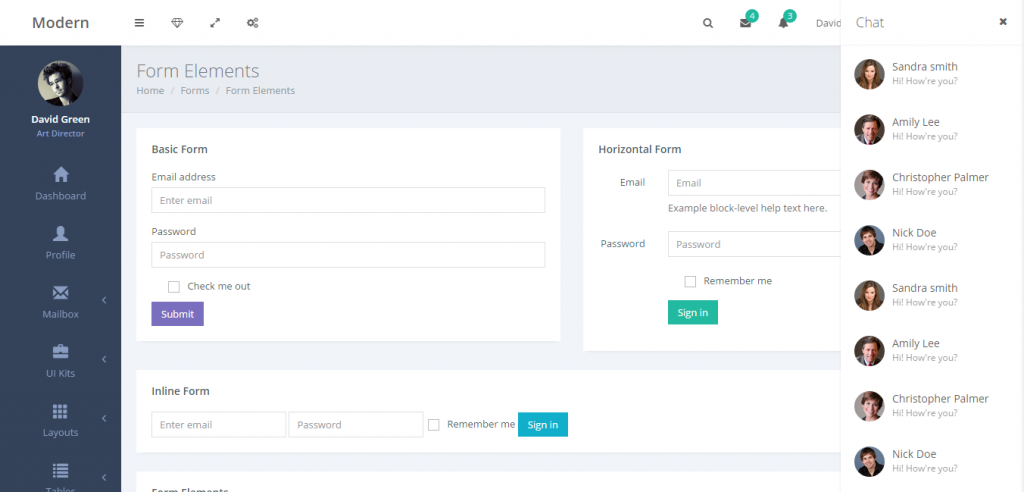 Modern
4
3
David
Chat
David Green
Art Director
Dashboard
Profile
Mailbox
UI Kits
Layouts
Tables
Form Elements
Home / Forms / Form Elements
Basic Form
Email address
Enter email
Password
Password
Check me out
Submit
Horizontal Form
Email
Email
Example block-level help text here.
Password
Password
Remember me
Sign in
Inline Form
Enter email
Password
Remember me
Sign in
Form Elements
Sandra smith
Hi! How're you?
Amily Lee
Hi! How're you?
Christopher Palmer
Hi! How're you?
Nick Doe
Hi! How're you?
Sandra smith
Hi! How're you?
Amily Lee
Hi! How're you?
Christopher Palmer
Hi! How're you?
Nick Doe
Hi! How're you?